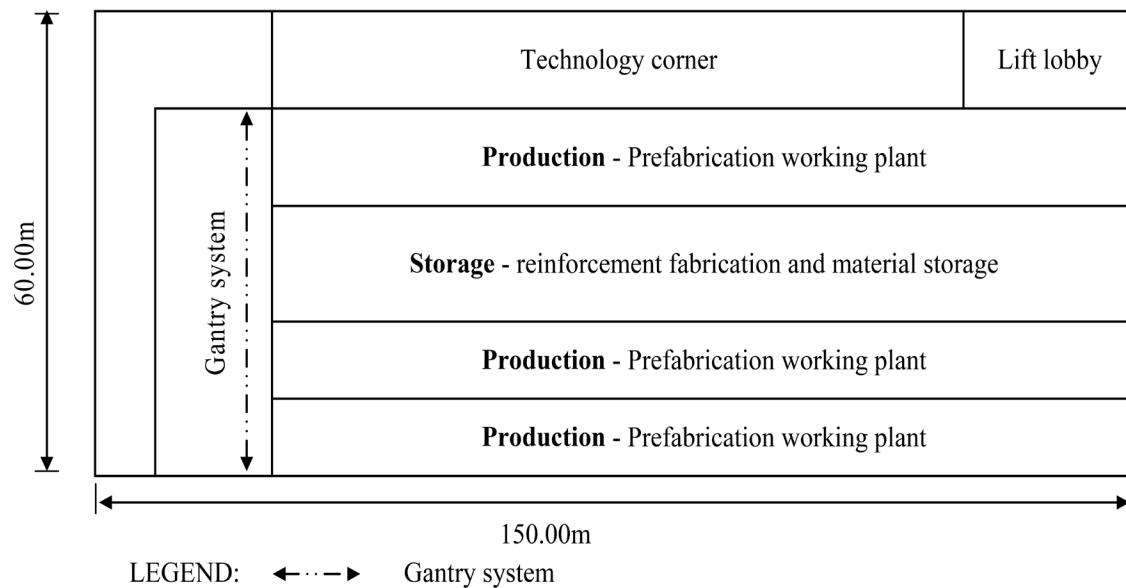 Technology corner
Lift lobby
Production - Prefabrication working plant
Storage - reinforcement fabrication and material storage
Production - Prefabrication working plant
Production - Prefabrication working plant
Gantry system
60.00m
150.00m
LEGEND: Gantry system